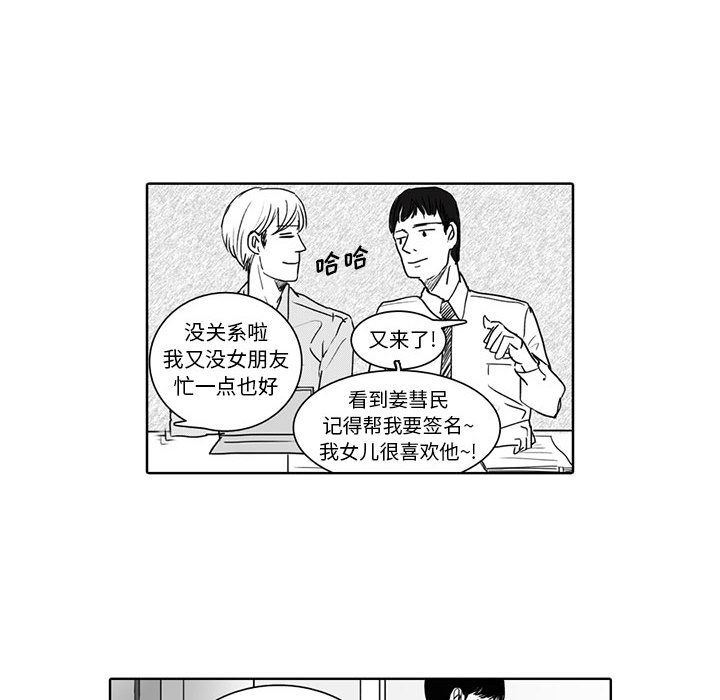 哈哈
没关系啦
我又没女朋友
忙一点也好
又来了!
看到姜彗民
记得帮我要签名~
我女儿很喜欢他~!